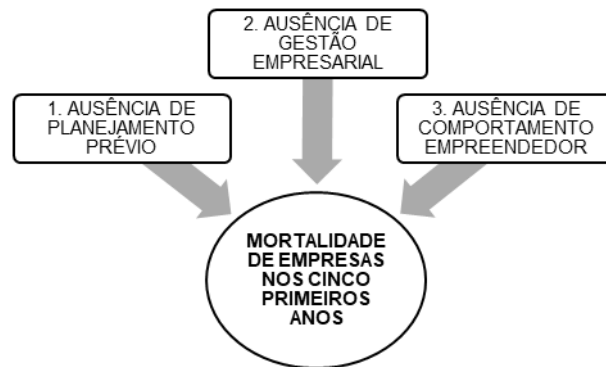 1. AUSÊNCIA DE
PLANEJAMENTO
PRÉVIO
2. AUSÊNCIA DE
GESTÃO
EMPRESARIAL
3. AUSÊNCIA DE
COMPORTAMENTO
EMPREENDEDOR
MORTALIDADE
DE EMPRESAS
NOS CINCO
PRIMEIROS
ANOS